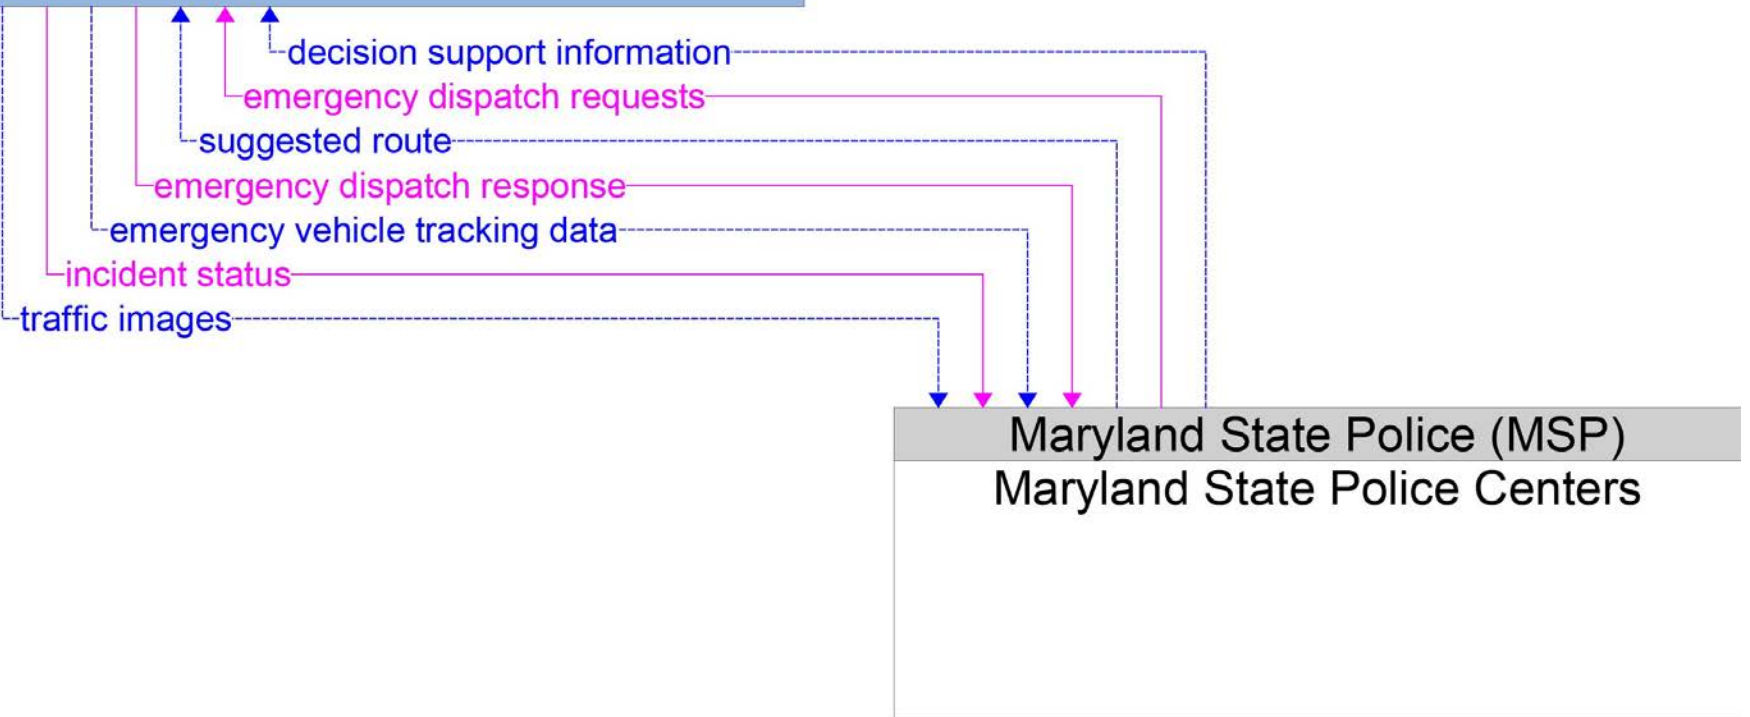 decision support information
emergency dispatch requests
suggested route
emergency dispatch response
emergency vehicle tracking data
incident status
traffic images
Maryland State Police (MSP)
Maryland State Police Centers